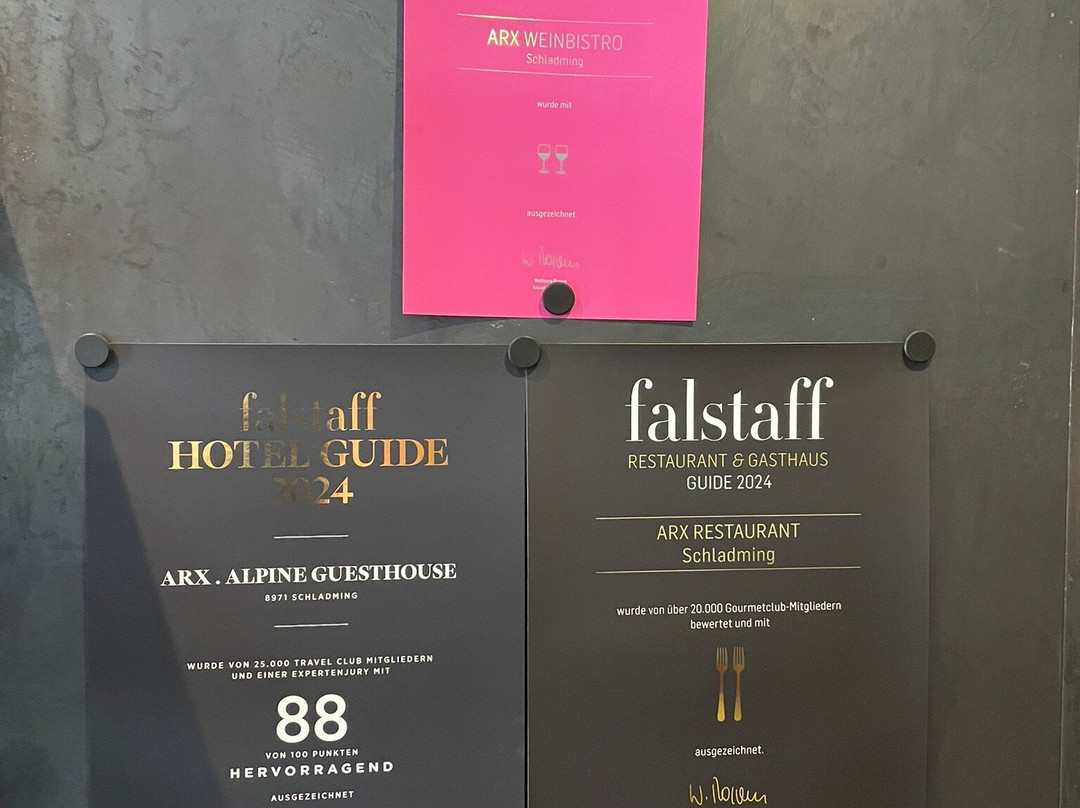 ARX WEINBISTRO
Schladming
wurde mit
ausgezeichnet.
falstaff
HOTEL GUIDE
2024
ARX . ALPINE GUESTHOUSE
8971 SCHLADMING
WURDE VON 25.000 TRAVEL CLUB MITGLIEDERN
UND EINER EXPERTENJURY MIT
88
VON 100 PUNKTEN
HERVORRAGEND
AUSGEZEICHNET
falstaff
RESTAURANT & GASTHAUS
GUIDE 2024
ARX RESTAURANT
Schladming
wurde von über 20.000 Gourmetclub-Mitgliedern
bewertet und mit
ausgezeichnet.